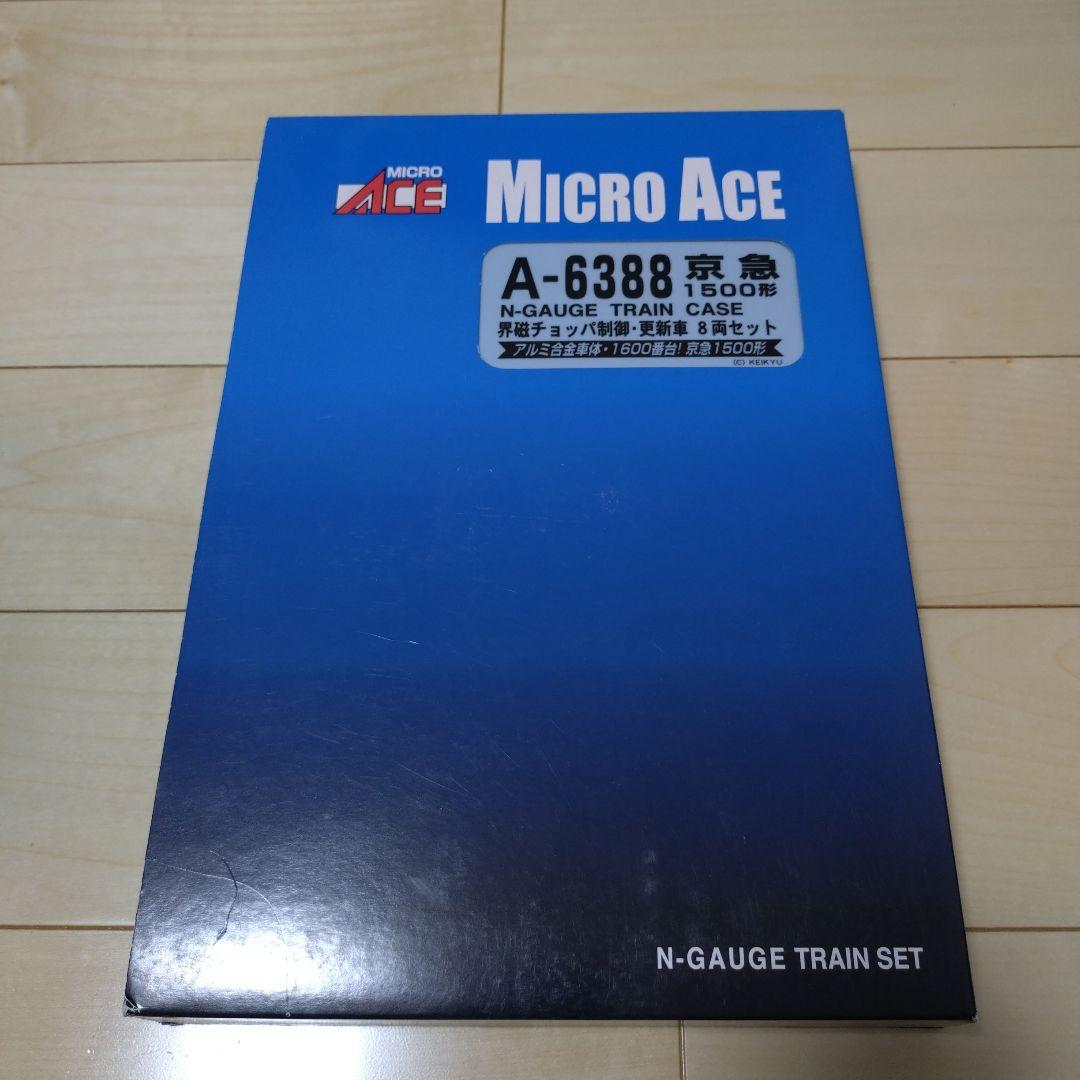 MICRO
ACE
MICRO ACE
A-6388 京急
1500形
N-GAUGE TRAIN CASE
界磁チョッパ制御・更新車 8両セット
アルミ合金車体・1600番台!京急1500形
(C) KEIKYU
N-GAUGE TRAIN SET